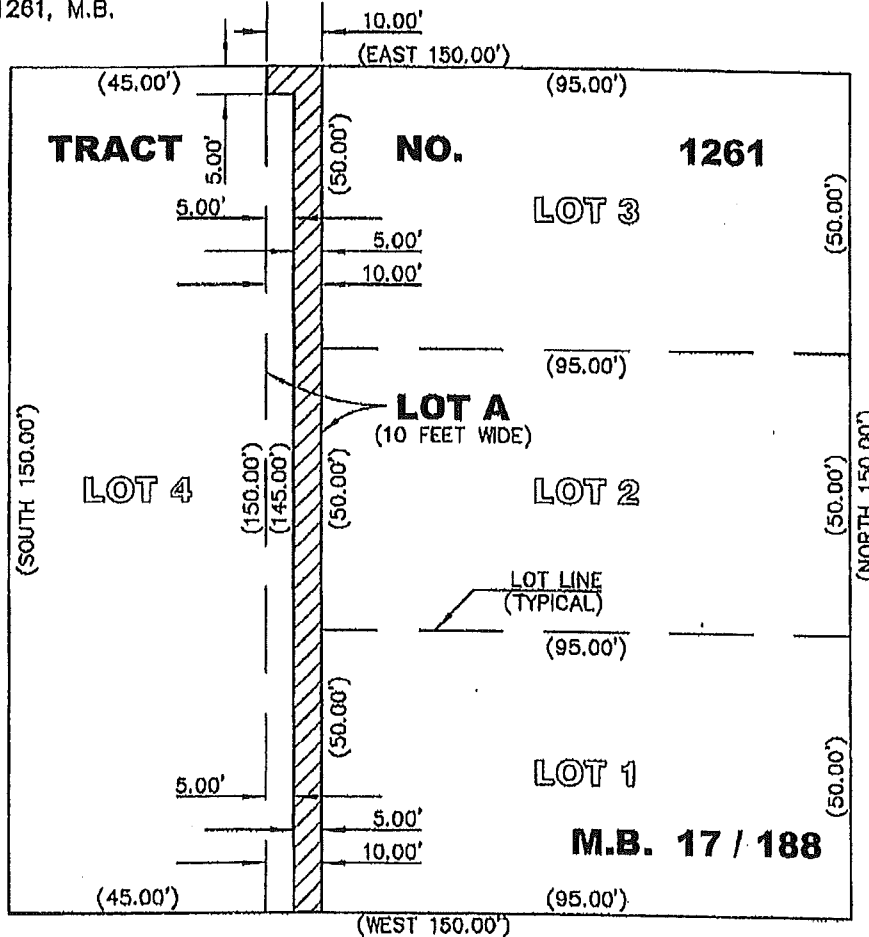 1261, M.B.
10.00'
(EAST 150.00')
(45.00')
(95.00')
TRACT NO. 1261
5.00'
(50.00')
LOT 3
(50.00')
5.00'
5.00'
10.00'
(95.00')
LOT A
(10 FEET WIDE)
(SOUTH 150.00')
LOT 4
(150.00')
(145.00')
(50.00')
LOT 2
(50.00')
(NORTH 150.00')
LOT LINE
(TYPICAL)
(95.00')
(50.00')
LOT 1
(50.00')
5.00'
5.00'
10.00'
M.B. 17 / 188
(45.00')
(95.00')
(WEST 150.00')